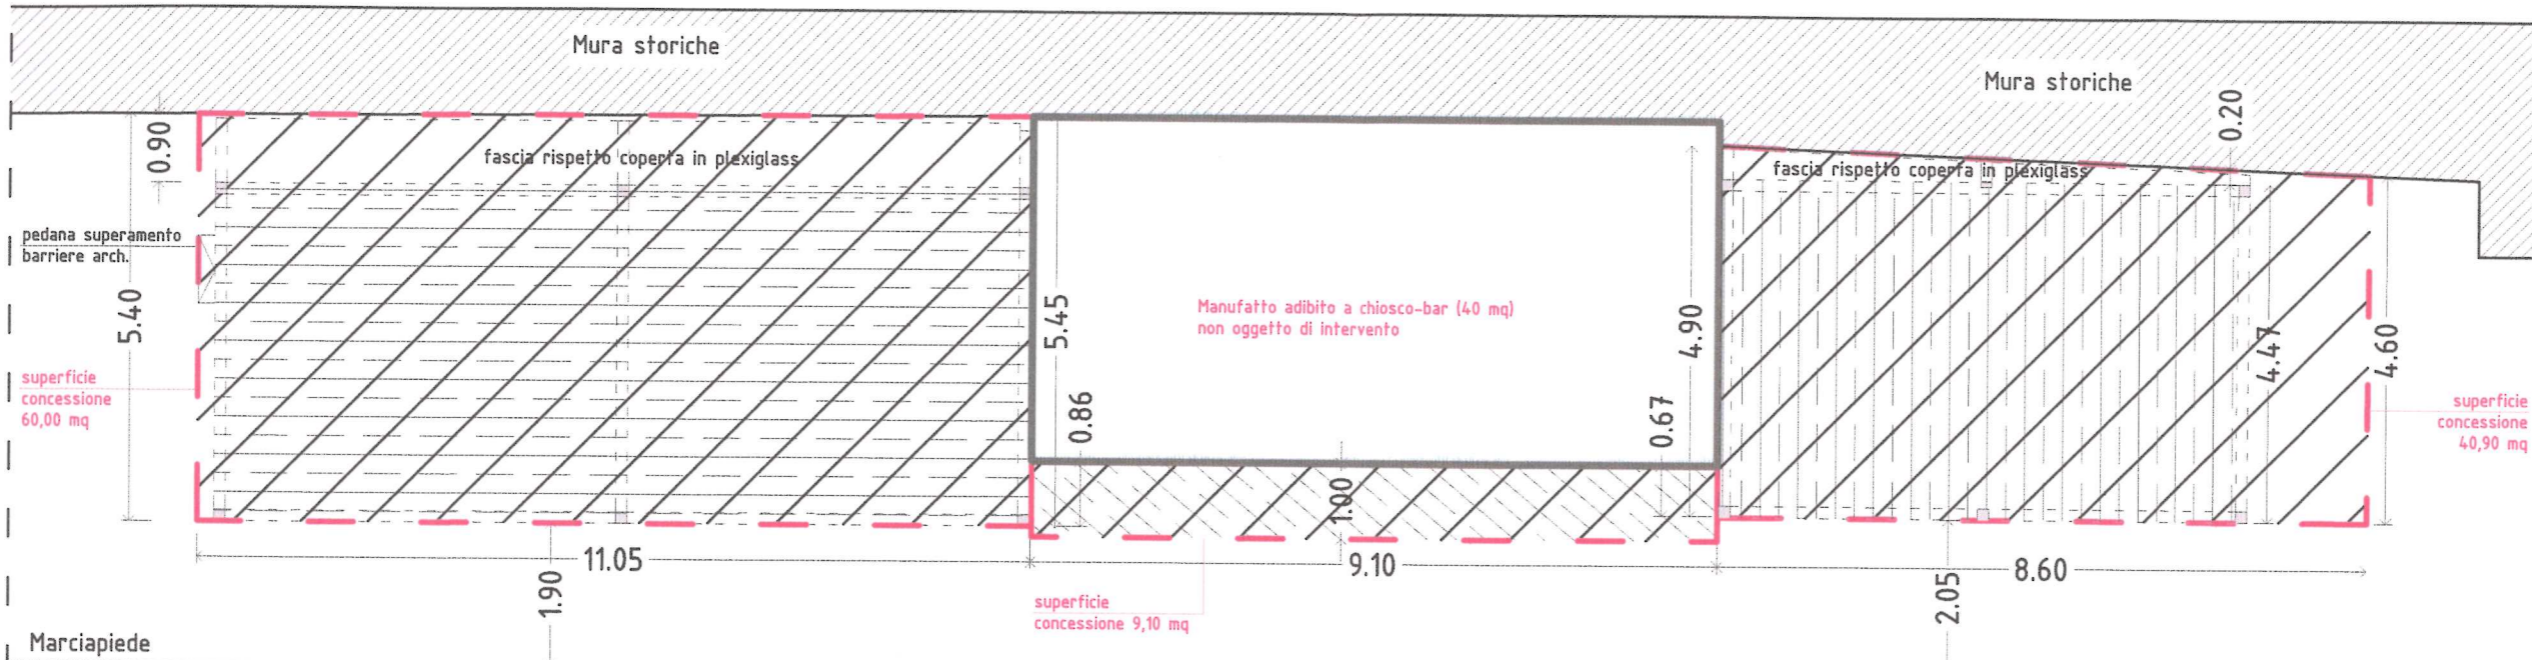 Mura storiche
Mura storiche
0.20
0.90
fascia rispetto coperta in plexiglass
fascia rispetto coperta in plexiglass
pedana superamento
barriere arch.
5.40
5.45
Manufatto adibito a chiosco-bar (40 mq)
non oggetto di intervento
4.90
4.47
4.60
superficie
concessione
60,00 mq
0.86
0.67
superficie
concessione
40,90 mq
1.00
11.05
9.10
8.60
1.90
2.05
superficie
concessione 9,10 mq
Marciapiede